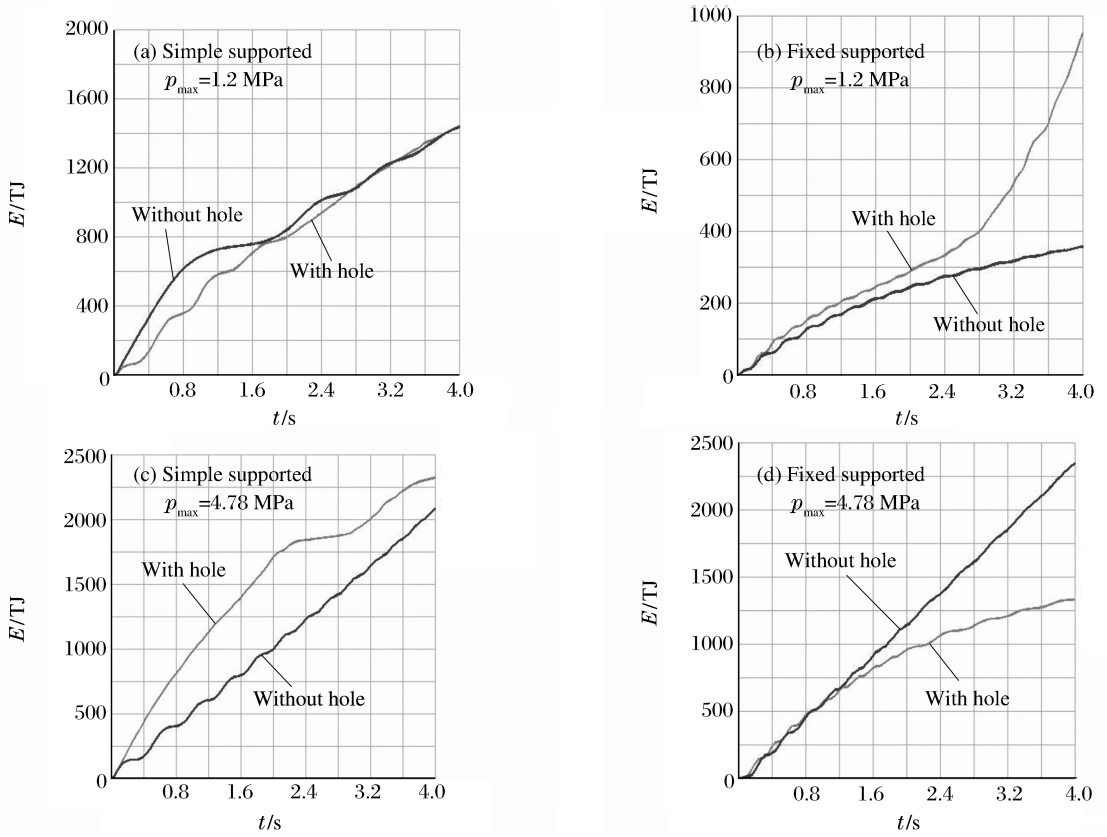 2000
1600
1200
800
400
0
E/TJ
(a) Simple supported
pmax=1.2 MPa
Without hole
With hole
0.8 1.6 2.4 3.2 4.0
t/s
1000
800
600
400
200
0
E/TJ
(b) Fixed supported
pmax=1.2 MPa
With hole
Without hole
0.8 1.6 2.4 3.2 4.0
t/s
2500
2000
1500
1000
500
0
E/TJ
(c) Simple supported
pmax=4.78 MPa
With hole
Without hole
0.8 1.6 2.4 3.2 4.0
t/s
2500
2000
1500
1000
500
0
E/TJ
(d) Fixed supported
pmax=4.78 MPa
Without hole
With hole
0.8 1.6 2.4 3.2 4.0
t/s